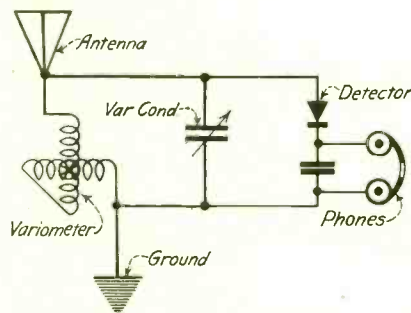 Antenna
Var Cond
Detector
Variometer
Phones
Ground